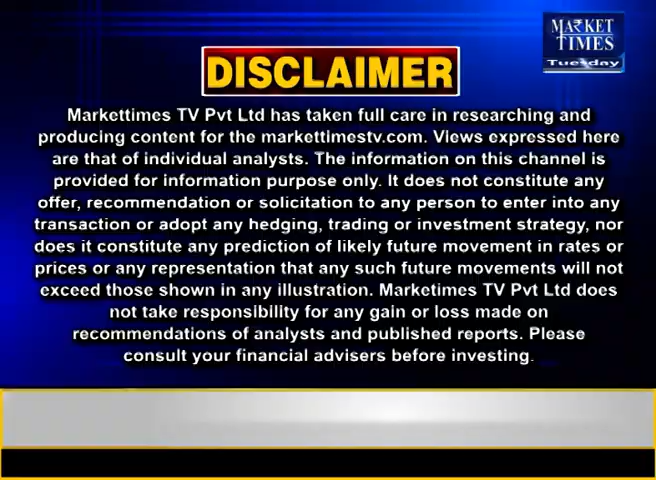 MARKET
TIMES
Tuesday
DISCLAIMER
Markettimes TV Pvt Ltd has taken full care in researching and
producing content for the markettimestv.com. Views expressed here
are that of individual analysts. The information on this channel is
provided for information purpose only. It does not constitute any
offer, recommendation or solicitation to any person to enter into any
transaction or adopt any hedging, trading or investment strategy, nor
does it constitute any prediction of likely future movement in rates or
prices or any representation that any such future movements will not
exceed those shown in any illustration. Marketimes TV Pvt Ltd does
not take responsibility for any gain or loss made on
recommendations of analysts and published reports. Please
consult your financial advisers before investing.